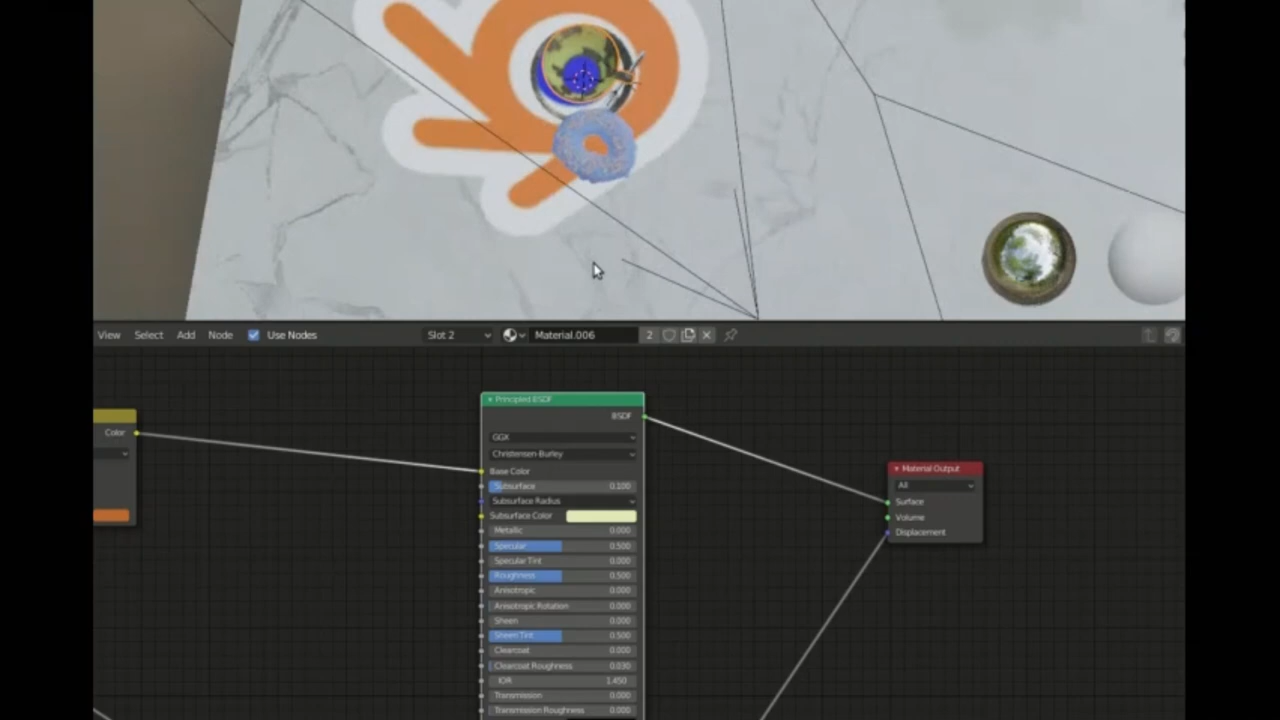 View Select Add Node Use Nodes Slot 2 Material.006 2
Principled BSDF
BSDF
Color
GGX
Christensen-Burley
Base Color
Subsurface 0.100
Subsurface Radius
Subsurface Color
Metallic 0.000
Specular 0.500
Specular Tint 0.000
Roughness 0.500
Anisotropic 0.000
Anisotropic Rotation 0.000
Sheen 0.000
Sheen Tint 0.500
Clearcoat 0.000
Clearcoat Roughness 0.030
IOR 1.450
Transmission 0.000
Transmission Roughness 0.000
Material Output
All
Surface
Volume
Displacement